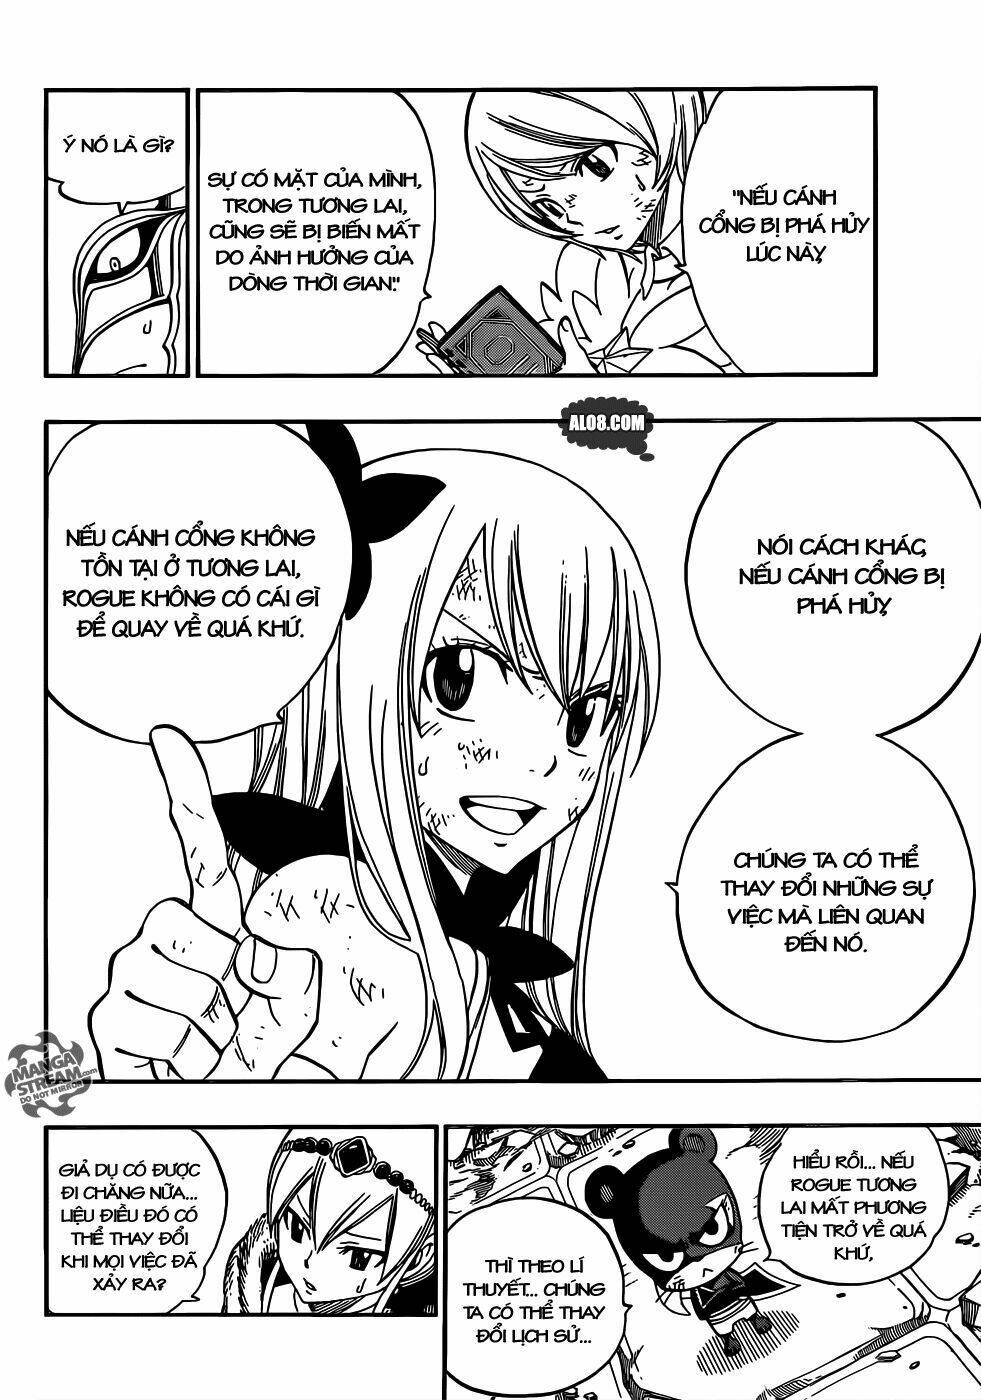 "NẾU CÁNH
CỔNG BỊ PHÁ HỦY
LÚC NÀY,
SỰ CÓ MẶT CỦA MÌNH,
TRONG TƯƠNG LAI,
CŨNG SẼ BỊ BIẾN MẤT
DO ẢNH HƯỞNG CỦA
DÒNG THỜI GIAN".
Ý NÓ LÀ GÌ?
ALO8.COM
NÓI CÁCH KHÁC,
NẾU CÁNH CỔNG BỊ
PHÁ HỦY,
CHÚNG TA CÓ THỂ
THAY ĐỔI NHỮNG SỰ
VIỆC MÀ LIÊN QUAN
ĐẾN NÓ.
NẾU CÁNH CỔNG KHÔNG
TỒN TẠI Ở TƯƠNG LAI,
ROGUE KHÔNG CÓ CÁI GÌ
ĐỂ QUAY VỀ QUÁ KHỨ.
MANGA
STREAM.com
DO NOT MIRROR
HIỂU RỒI... NẾU
ROGUE TƯƠNG
LAI MẤT PHƯƠNG
TIỆN TRỞ VỀ QUÁ
KHỨ,
THÌ THEO LÍ
THUYẾT... CHÚNG
TA CÓ THỂ THAY
ĐỔI LỊCH SỬ...
GIẢ DỤ CÓ ĐƯỢC
ĐI CHĂNG NỮA...
LIỆU ĐIỀU ĐÓ CÓ
THỂ THAY ĐỔI
KHI MỌI VIỆC ĐÃ
XẢY RA?